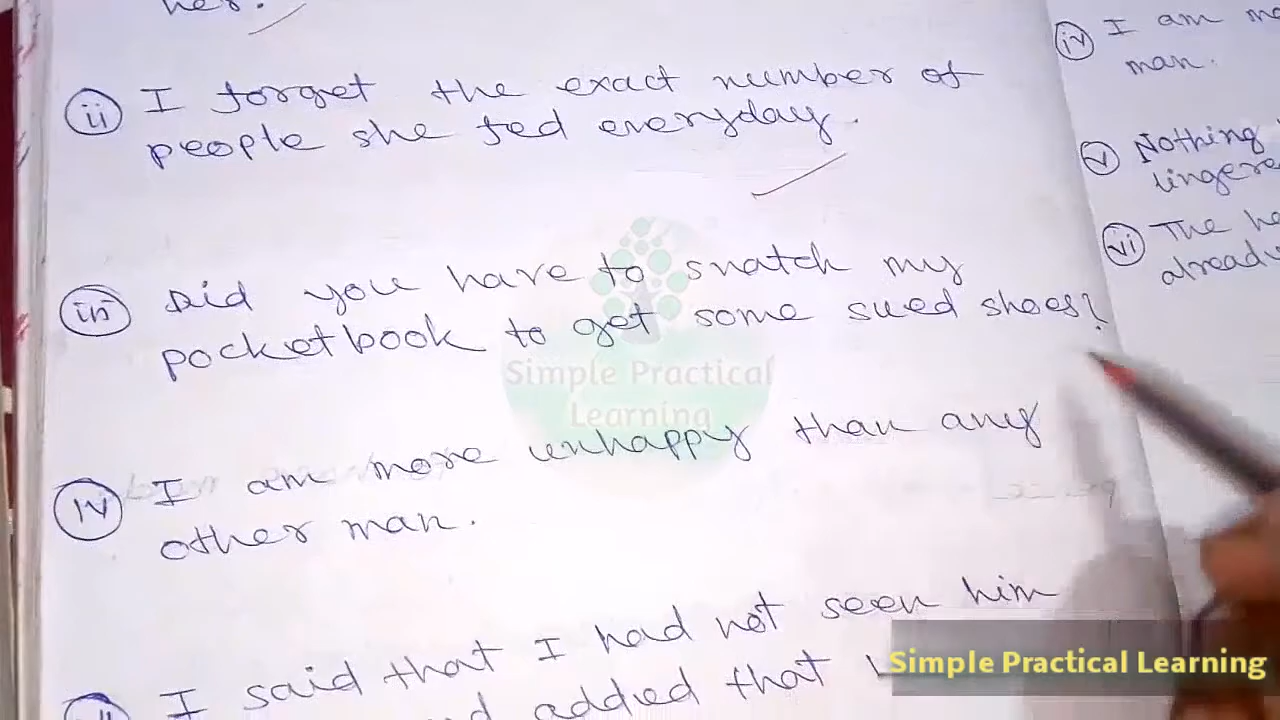 her.
ii I forget the exact number of
people she fed everyday.
iii Did you have to snatch my
pocketbook to get some sued shoes?
iv I am more unhappy than any
other man.
I said that I had not seen him
added that
iv I am
man.
v Nothing
vi The
Simple Practical
Learning
Simple Practical Learning